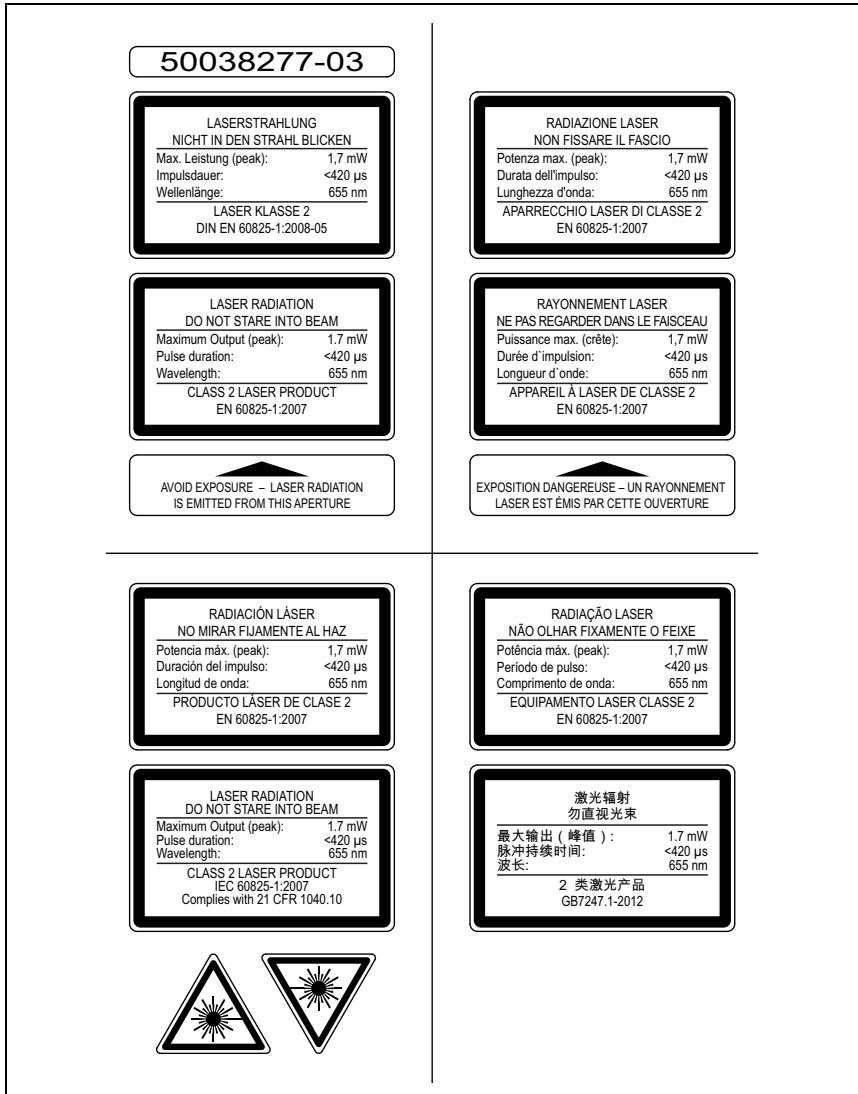 50038277-03
LASERSTRAHLUNG
NICHT IN DEN STRAHL BLICKEN
Max. Leistung (peak): 1,7 mW
Impulsdauer: <420 µs
Wellenlänge: 655 nm
LASER KLASSE 2
DIN EN 60825-1:2008-05
LASER RADIATION
DO NOT STARE INTO BEAM
Maximum Output (peak): 1.7 mW
Pulse duration: <420 µs
Wavelength: 655 nm
CLASS 2 LASER PRODUCT
EN 60825-1:2007
AVOID EXPOSURE – LASER RADIATION
IS EMITTED FROM THIS APERTURE
RADIAZIONE LASER
NON FISSARE IL FASCIO
Potenza max. (peak): 1,7 mW
Durata dell'impulso: <420 µs
Lunghezza d'onda: 655 nm
APARRECCHIO LASER DI CLASSE 2
EN 60825-1:2007
RAYONNEMENT LASER
NE PAS REGARDER DANS LE FAISCEAU
Puissance max. (crête): 1,7 mW
Durée d`impulsion: <420 µs
Longueur d`onde: 655 nm
APPAREIL À LASER DE CLASSE 2
EN 60825-1:2007
EXPOSITION DANGEREUSE – UN RAYONNEMENT
LASER EST ÉMIS PAR CETTE OUVERTURE
RADIACIÓN LÁSER
NO MIRAR FIJAMENTE AL HAZ
Potencia máx. (peak): 1,7 mW
Duración del impulso: <420 µs
Longitud de onda: 655 nm
PRODUCTO LÁSER DE CLASE 2
EN 60825-1:2007
LASER RADIATION
DO NOT STARE INTO BEAM
Maximum Output (peak): 1.7 mW
Pulse duration: <420 µs
Wavelength: 655 nm
CLASS 2 LASER PRODUCT
IEC 60825-1:2007
Complies with 21 CFR 1040.10
RADIAÇÃO LASER
NÃO OLHAR FIXAMENTE O FEIXE
Potência máx. (peak): 1,7 mW
Período de pulso: <420 µs
Comprimento de onda: 655 nm
EQUIPAMENTO LASER CLASSE 2
EN 60825-1:2007
激光辐射
勿直视光束
最大输出（峰值）: 1.7 mW
脉冲持续时间: <420 µs
波长: 655 nm
2 类激光产品
GB7247.1-2012